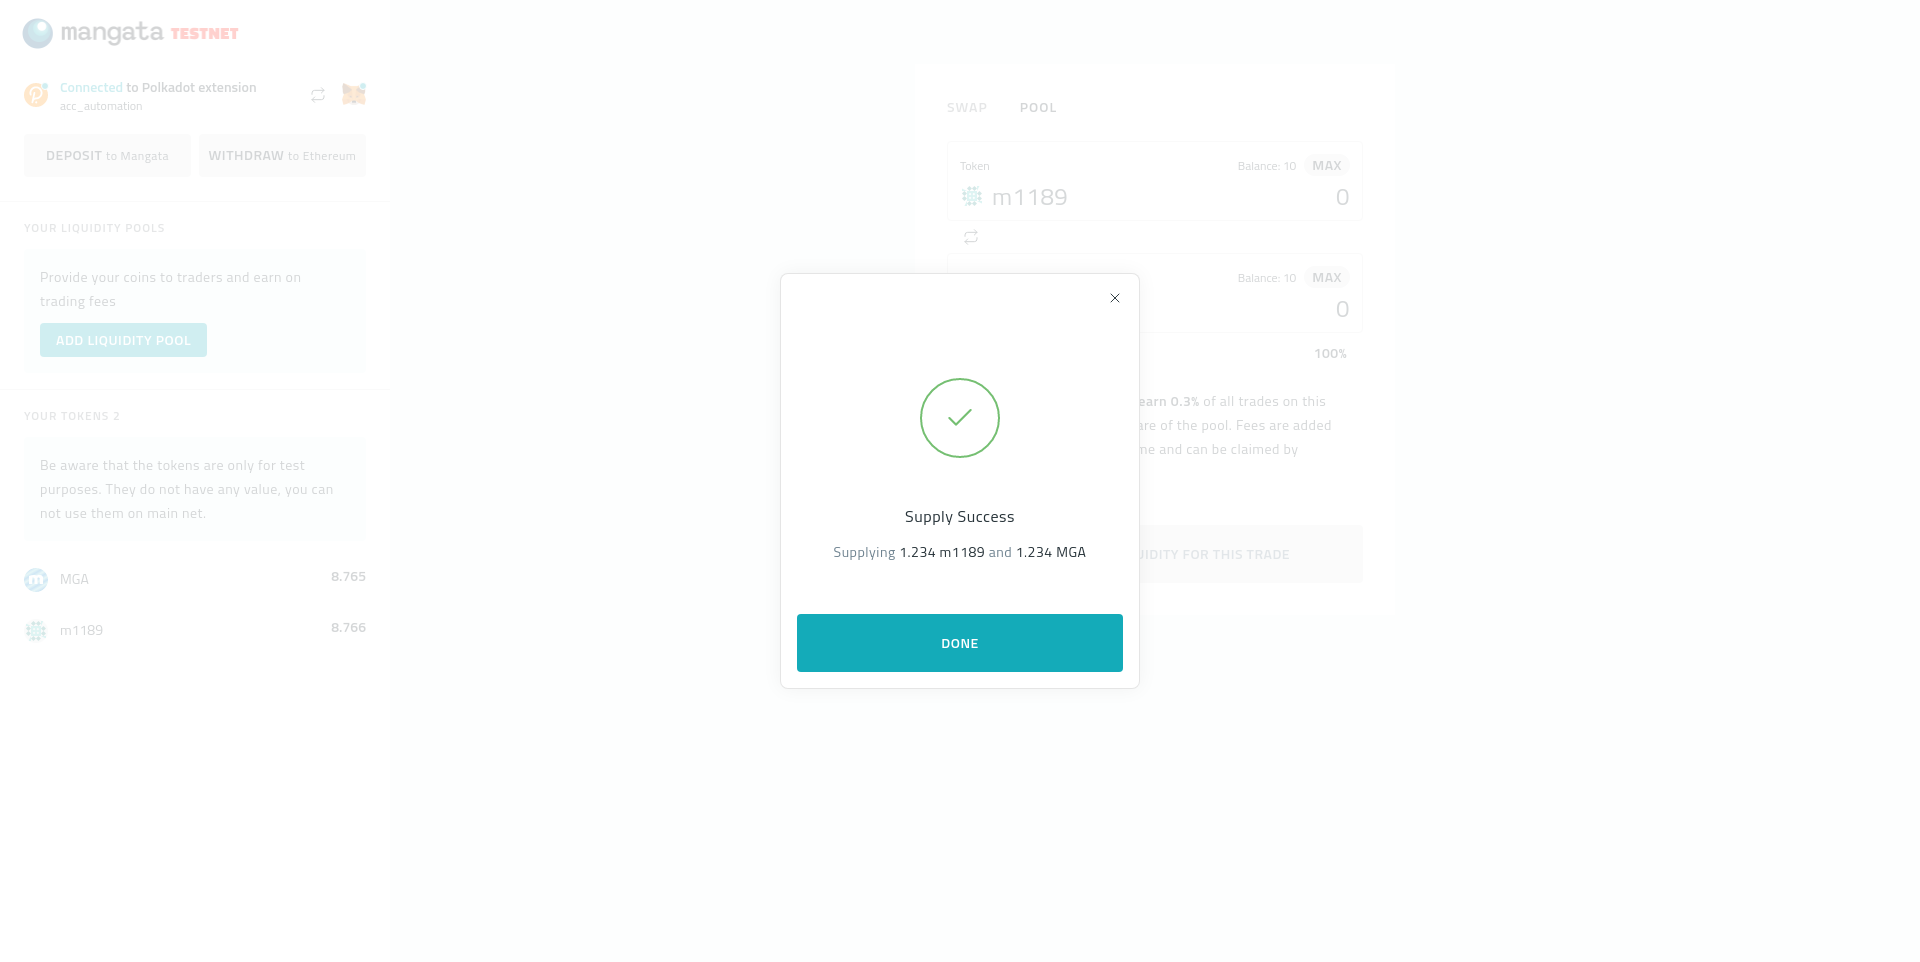 mangata TESTNET
Connected to Polkadot extension
acc_automation
DEPOSIT to Mangata
WITHDRAW to Ethereum
YOUR LIQUIDITY POOLS
Provide your coins to traders and earn on
trading fees
ADD LIQUIDITY POOL
YOUR TOKENS 2
Be aware that the tokens are only for test
purposes. They do not have any value, you can
not use them on main net.
MGA 8.765
m1189 8.766
SWAP POOL
Token Balance: 10 MAX
m1189 0
Balance: 10 MAX
0
100%
earn 0.3% of all trades on this
of the pool. Fees are added
and can be claimed by
FOR THIS TRADE
Supply Success
Supplying 1.234 m1189 and 1.234 MGA
DONE